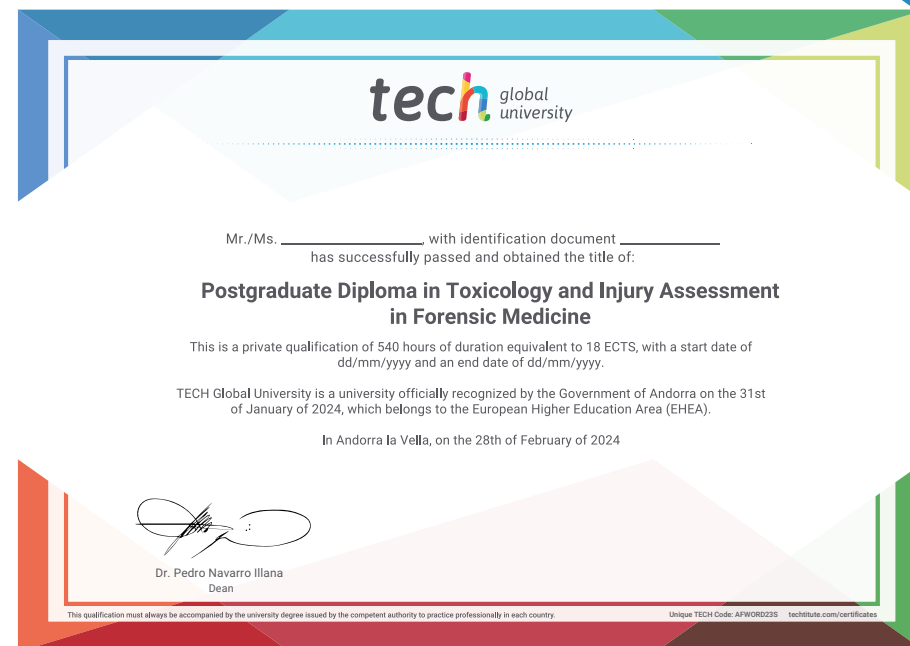 tech global university
Mr./Ms. ____________, with identification document ____________
has successfully passed and obtained the title of:
Postgraduate Diploma in Toxicology and Injury Assessment
in Forensic Medicine
This is a private qualification of 540 hours of duration equivalent to 18 ECTS, with a start date of
dd/mm/yyyy and an end date of dd/mm/yyyy.
TECH Global University is a university officially recognized by the Government of Andorra on the 31st
of January of 2024, which belongs to the European Higher Education Area (EHEA).
In Andorra la Vella, on the 28th of February of 2024
Dr. Pedro Navarro Illana
Dean
This qualification must always be accompanied by the university degree issued by the competent authority to practice professionally in each country.
Unique TECH Code: AFWORD23S techtitute.com/certificates